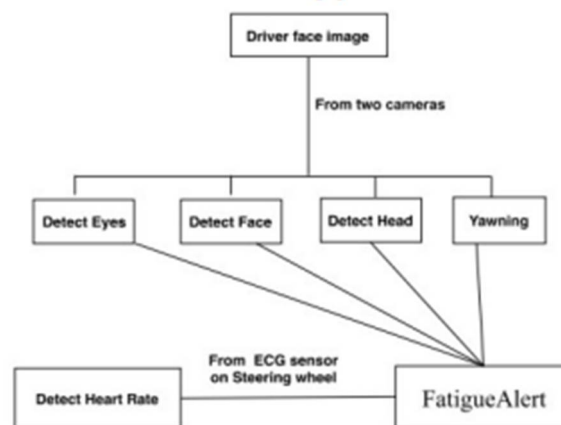 Driver face image
From two cameras
Detect Eyes
Detect Face
Detect Head
Yawning
From ECG sensor
on Steering wheel
Detect Heart Rate
FatigueAlert